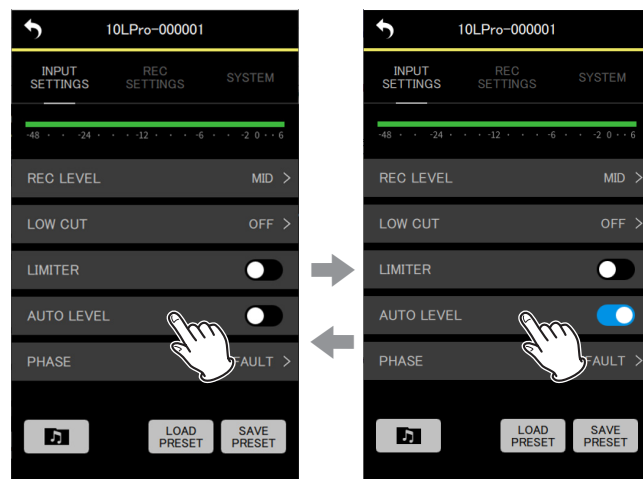 10LPro-000001
INPUT SETTINGS REC SETTINGS SYSTEM
-48 · · -24 · · · -12 · · · -6 · · -2 0 · · 6
REC LEVEL MID >
LOW CUT OFF >
LIMITER
AUTO LEVEL
PHASE FAULT >
LOAD PRESET SAVE PRESET
10LPro-000001
INPUT SETTINGS REC SETTINGS SYSTEM
-48 · · -24 · · · -12 · · · -6 · · -2 0 · · 6
REC LEVEL MID >
LOW CUT OFF >
LIMITER
AUTO LEVEL
PHASE FAULT >
LOAD PRESET SAVE PRESET